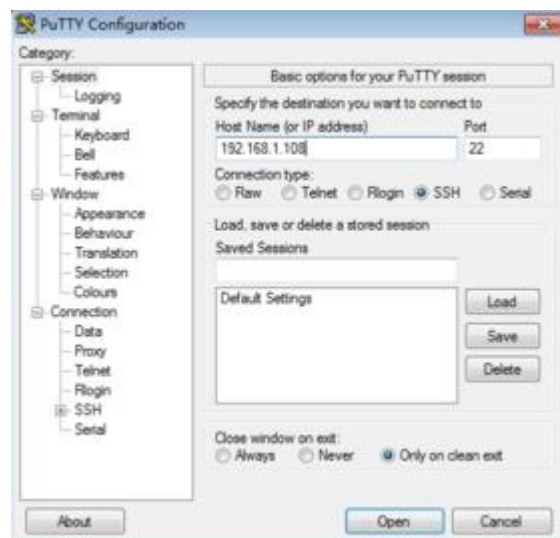 PuTTY Configuration
Category:
Session
Logging
Terminal
Keyboard
Bell
Features
Window
Appearance
Behaviour
Translation
Selection
Colours
Connection
Data
Proxy
Telnet
Rlogin
SSH
Serial
Basic options for your PuTTY session
Specify the destination you want to connect to
Host Name (or IP address) Port
192.168.1.108 22
Connection type:
Raw Telnet Rlogin SSH Serial
Load, save or delete a stored session
Saved Sessions
Default Settings
Load
Save
Delete
Close window on exit:
Always Never Only on clean exit
About Open Cancel